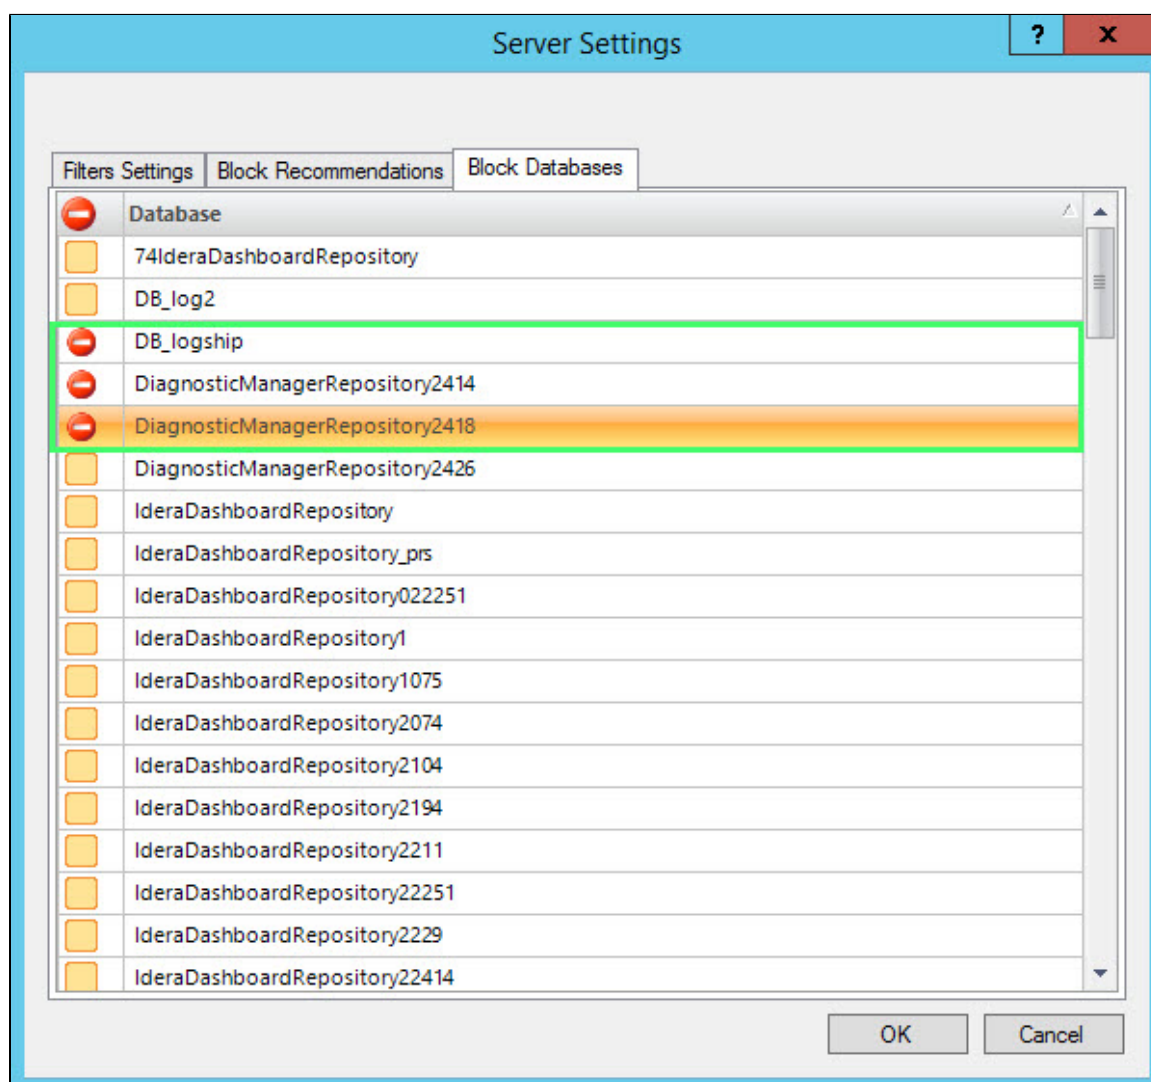 Server Settings
?
x
Filters Settings
Block Recommendations
Block Databases
Database
74IderaDashboardRepository
DB_log2
DB_logship
DiagnosticManagerRepository2414
DiagnosticManagerRepository2418
DiagnosticManagerRepository2426
IderaDashboardRepository
IderaDashboardRepository_prs
IderaDashboardRepository022251
IderaDashboardRepository1
IderaDashboardRepository1075
IderaDashboardRepository2074
IderaDashboardRepository2104
IderaDashboardRepository2194
IderaDashboardRepository2211
IderaDashboardRepository22251
IderaDashboardRepository2229
IderaDashboardRepository22414
OK
Cancel